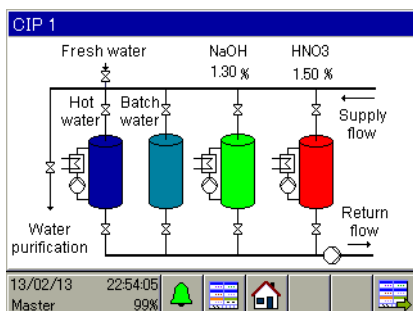 CIP 1
Fresh water
NaOH
HNO3
1.30 %
1.50 %
Hot
water
Batch
water
Supply
flow
Water
purification
Return
flow
13/02/13
22:54:05
Master
99%